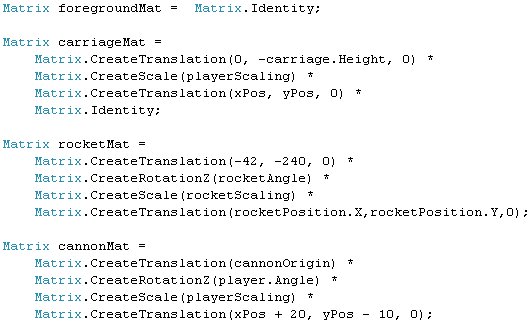 Matrix foregroundMat =  Matrix.Identity;
Matrix carriageMat =
Matrix.CreateTranslation(0, -carriage.Height, 0) *
Matrix.CreateScale(playerScaling) *
Matrix.CreateTranslation(xPos, yPos, 0) *
Matrix.Identity;
Matrix rocketMat =
Matrix.CreateTranslation(-42, -240, 0) *
Matrix.CreateRotationZ(rocketAngle) *
Matrix.CreateScale(rocketScaling) *
Matrix.CreateTranslation(rocketPosition.X,rocketPosition.Y,0);
Matrix cannonMat =
Matrix.CreateTranslation(cannonOrigin) *
Matrix.CreateRotationZ(player.Angle) *
Matrix.CreateScale(playerScaling) *
Matrix.CreateTranslation(xPos + 20, yPos - 10, 0);